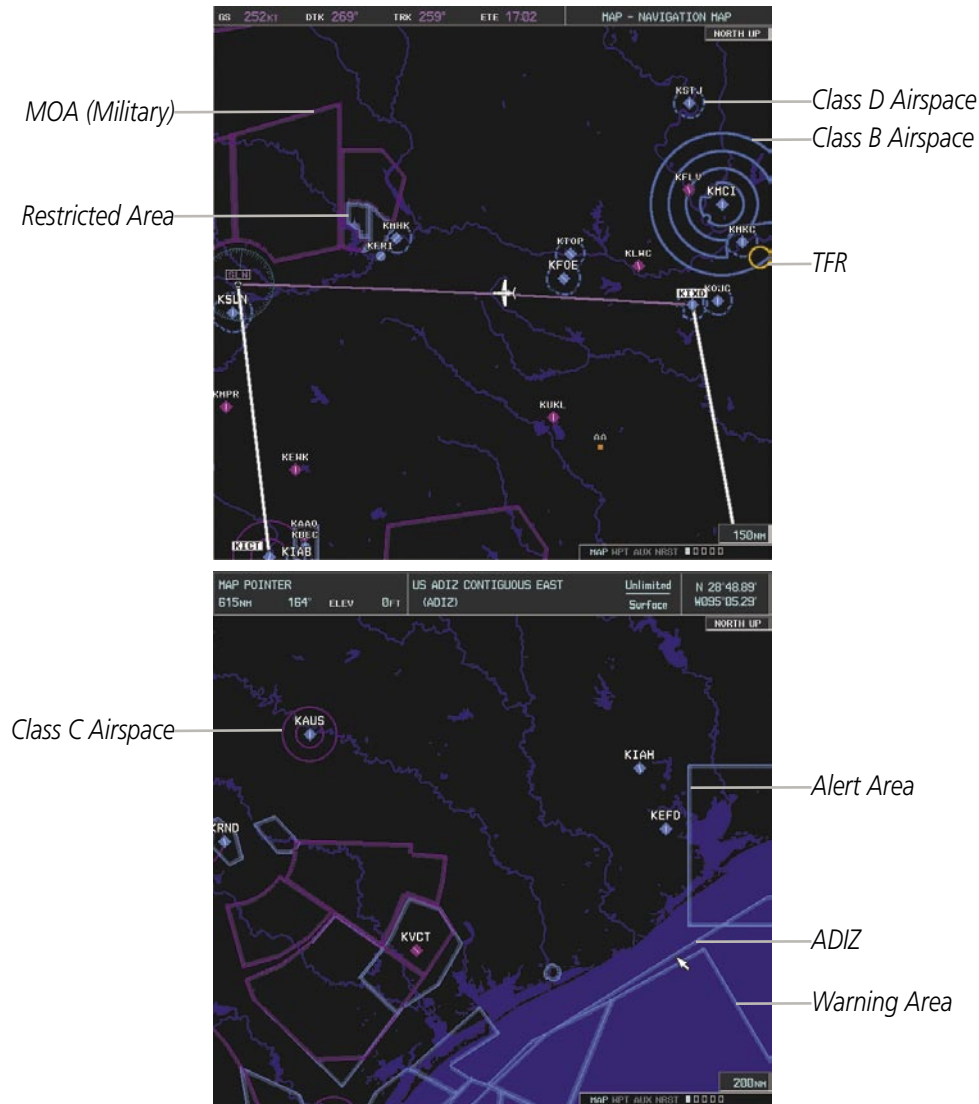 GS 252KT DTK 269° TRK 259° ETE 17:02 MAP - NAVIGATION MAP
NORTH UP
MOA (Military)
Restricted Area
Class D Airspace
Class B Airspace
TFR
KSTJ
KFLV
KMCI
KMKC
KMHK
KTOP
KLWC
KFOE
SLN
KSLN
KIXD
KOJC
KMPR
KUKL
AA
KEWK
KAAO
KBEC
KICT
KIAB
150NM
MAP WPT AUX NRST
MAP POINTER US ADIZ CONTIGUOUS EAST Unlimited N 28°48.89'
615NM 164° ELEV 0FT (ADIZ) Surface W095°05.29'
NORTH UP
Class C Airspace
Alert Area
ADIZ
Warning Area
KAUS
KIAH
KEFD
KRND
KVCT
200NM
MAP WPT AUX NRST